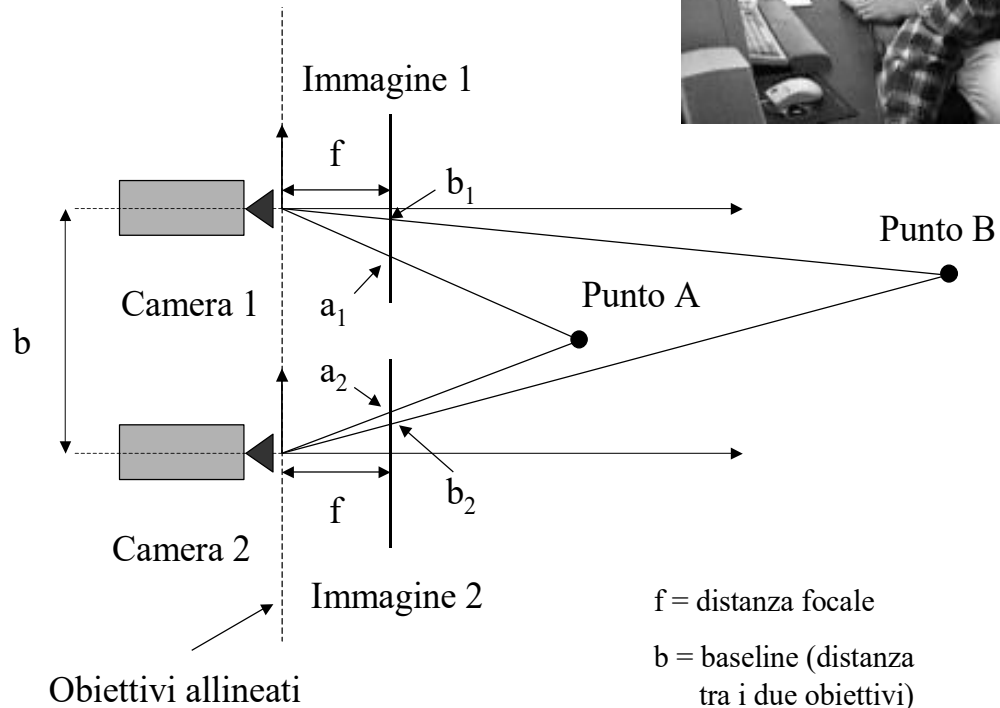 Immagine 1
f
b₁
Punto B
Punto A
Camera 1
a₁
b
a₂
b₂
f
Camera 2
Immagine 2
f = distanza focale
b = baseline (distanza
tra i due obiettivi)
Obiettivi allineati